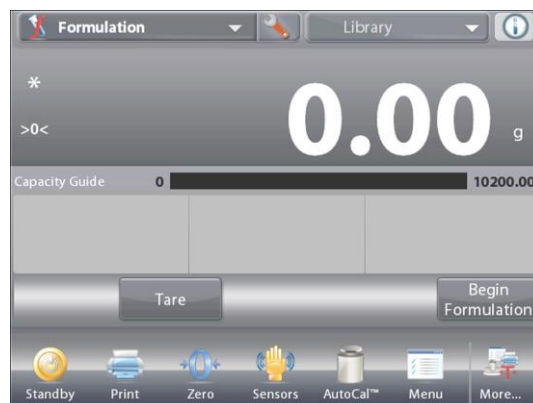 Formulation
Library
*
>0<
0.00 g
Capacity Guide 0 10200.00
Tare
Begin
Formulation
Standby Print Zero Sensors AutoCal™ Menu More...